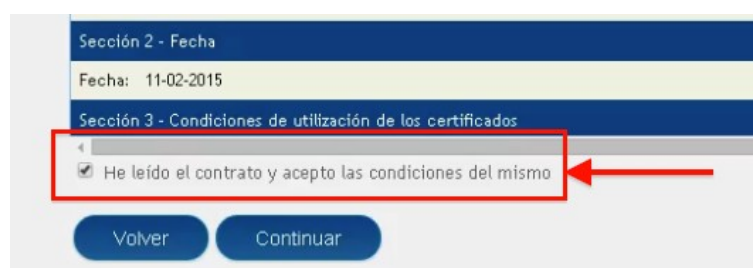 Sección 2 - Fecha
Fecha: 11-02-2015
Sección 3 - Condiciones de utilización de los certificados
He leído el contrato y acepto las condiciones del mismo
Volver Continuar